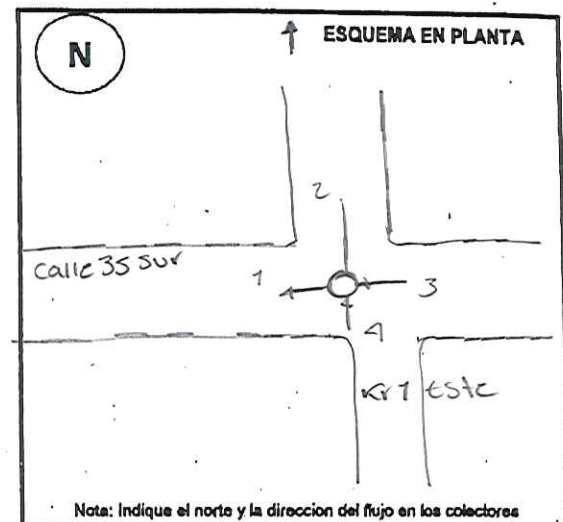 N
ESQUEMA EN PLANTA
2
Calle 35 Sur
1
3
4
Kr 1 Este
Nota: Indique el norte y la direccion del flujo en los colectores